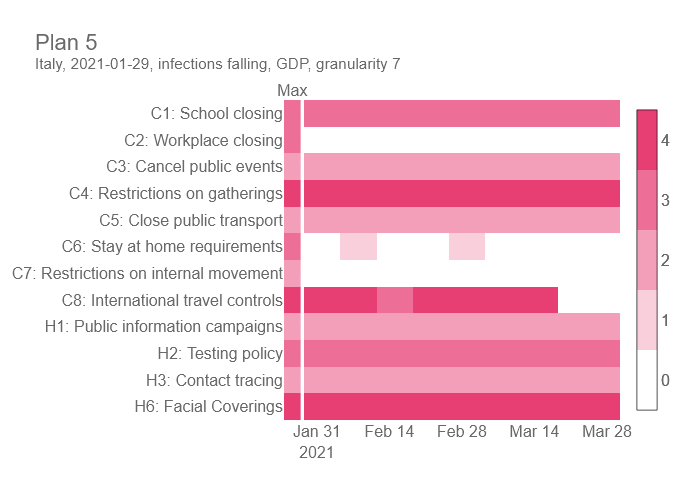 Plan 5
Italy, 2021-01-29, infections falling, GDP, granularity 7
Max
C1: School closing
C2: Workplace closing
C3: Cancel public events
C4: Restrictions on gatherings
C5: Close public transport
C6: Stay at home requirements
C7: Restrictions on internal movement
C8: International travel controls
H1: Public information campaigns
H2: Testing policy
H3: Contact tracing
H6: Facial Coverings
Jan 31 Feb 14 Feb 28 Mar 14 Mar 28
2021
4
3
2
1
0